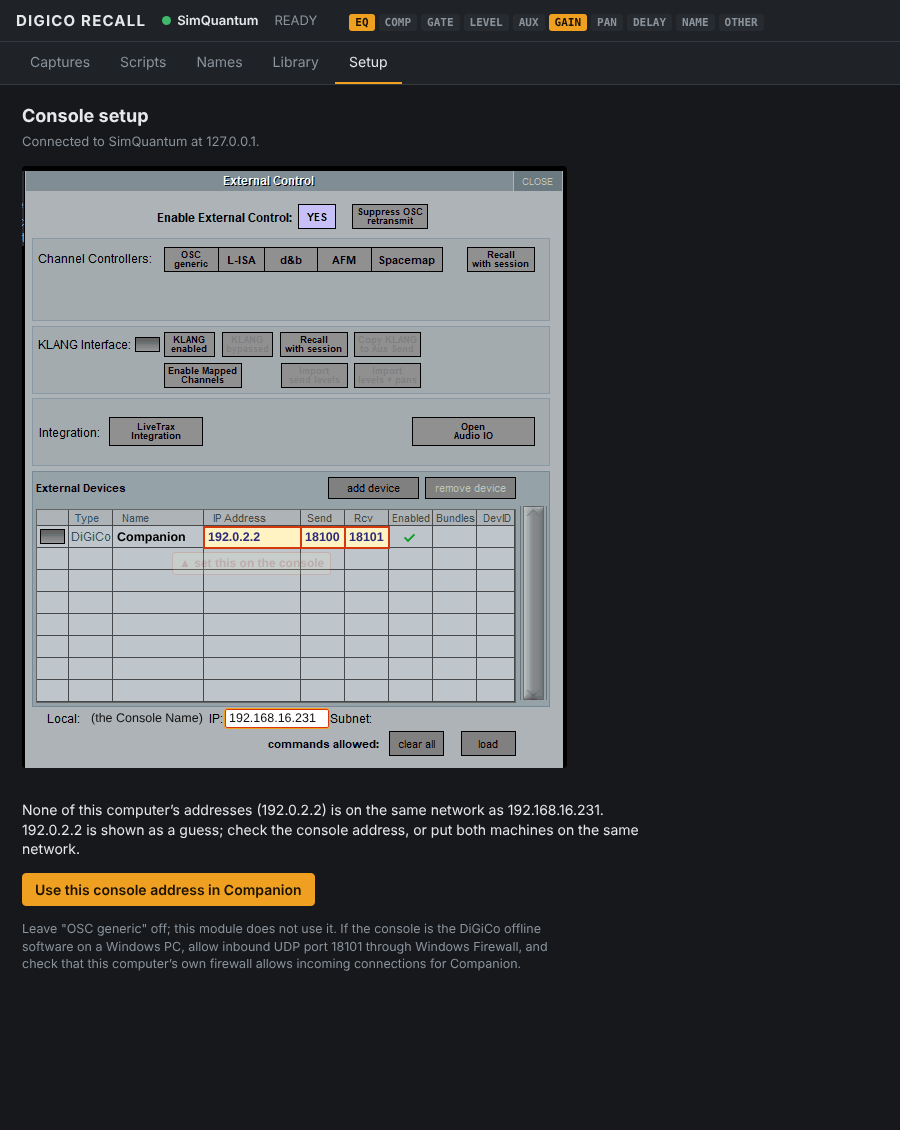 DIGICO RECALL SimQuantum READY EQ COMP GATE LEVEL AUX GAIN PAN DELAY NAME OTHER
Captures Scripts Names Library Setup
Console setup
Connected to SimQuantum at 127.0.0.1.
External Control CLOSE
Enable External Control: YES Suppress OSC retransmit
Channel Controllers: OSC generic L-ISA d&b AFM Spacemap Recall with session
KLANG Interface: KLANG enabled KLANG bypassed Recall with session Copy KLANG to Aux Send
Enable Mapped Channels Import send levels Import levels + pans
Integration: LiveTrax Integration Open Audio IO
External Devices add device remove device
Type Name IP Address Send Rcv Enabled Bundles DevID
DiGiCo Companion 192.0.2.2 18100 18101
▲ set this on the console
Local: (the Console Name) IP: 192.168.16.231 Subnet:
commands allowed: clear all load
None of this computer’s addresses (192.0.2.2) is on the same network as 192.168.16.231.
192.0.2.2 is shown as a guess; check the console address, or put both machines on the same
network.
Use this console address in Companion
Leave "OSC generic" off; this module does not use it. If the console is the DiGiCo offline
software on a Windows PC, allow inbound UDP port 18101 through Windows Firewall, and
check that this computer’s own firewall allows incoming connections for Companion.